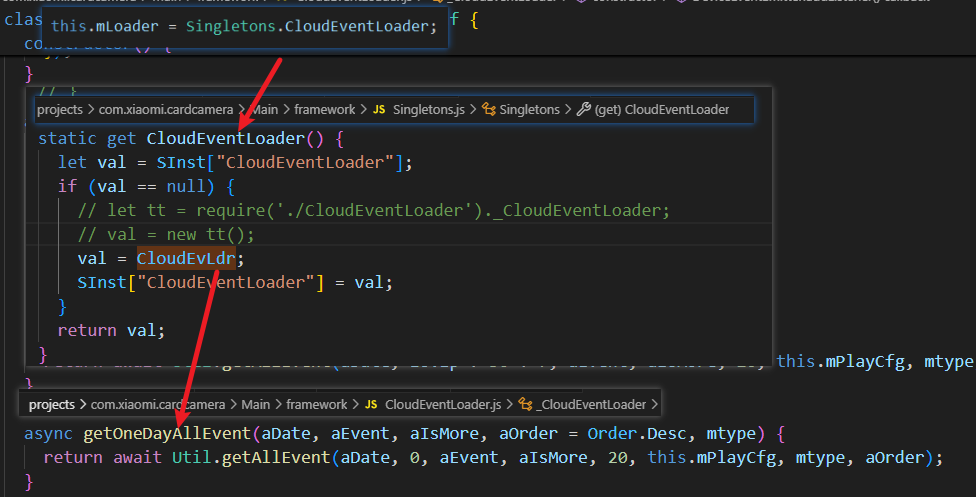 clas
f {
this.mLoader = Singletons.CloudEventLoader;
}
// }
projects > com.xiaomi.cardcamera > Main > framework > JS Singletons.js > Singletons > (get) CloudEventLoader
static get CloudEventLoader() {
let val = SInst["CloudEventLoader"];
if (val == null) {
// let tt = require('./CloudEventLoader')._CloudEventLoader;
// val = new tt();
val = CloudEvLdr;
SInst["CloudEventLoader"] = val;
}
return val;
}
this.mPlayCfg, mtype
}
projects > com.xiaomi.cardcamera > Main > framework > JS CloudEventLoader.js > _CloudEventLoader >
async getOneDayAllEvent(aDate, aEvent, aIsMore, aOrder = Order.Desc, mtype) {
return await Util.getAllEvent(aDate, 0, aEvent, aIsMore, 20, this.mPlayCfg, mtype, aOrder);
}